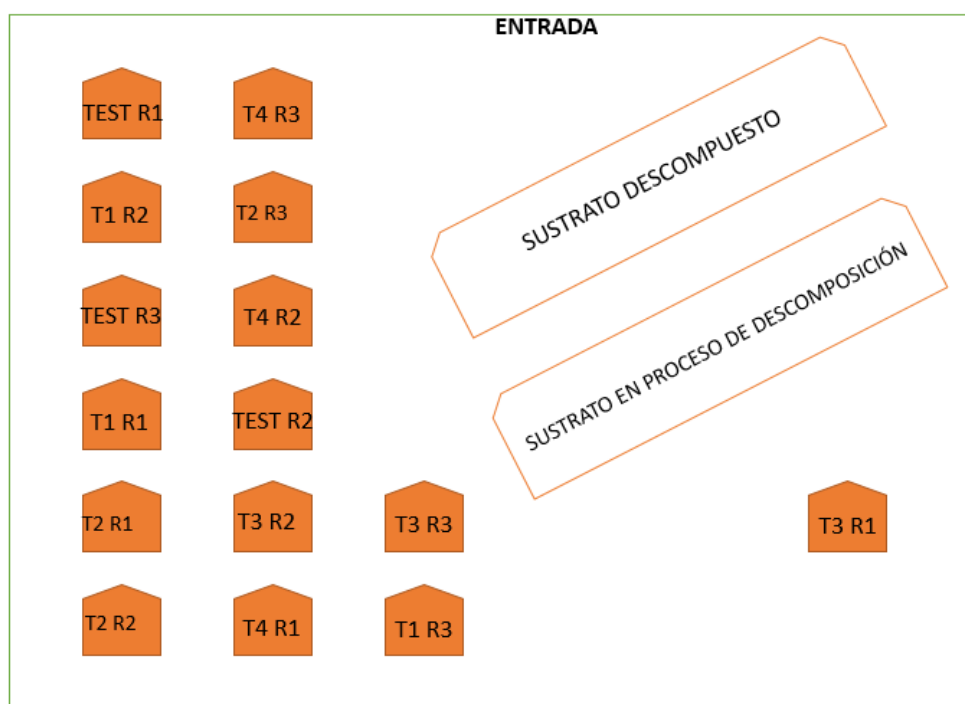 ENTRADA
TEST R1
T4 R3
SUSTRATO DESCOMPUESTO
T1 R2
T2 R3
TEST R3
T4 R2
SUSTRATO EN PROCESO DE DESCOMPOSICIÓN
T1 R1
TEST R2
T2 R1
T3 R2
T3 R3
T3 R1
T2 R2
T4 R1
T1 R3